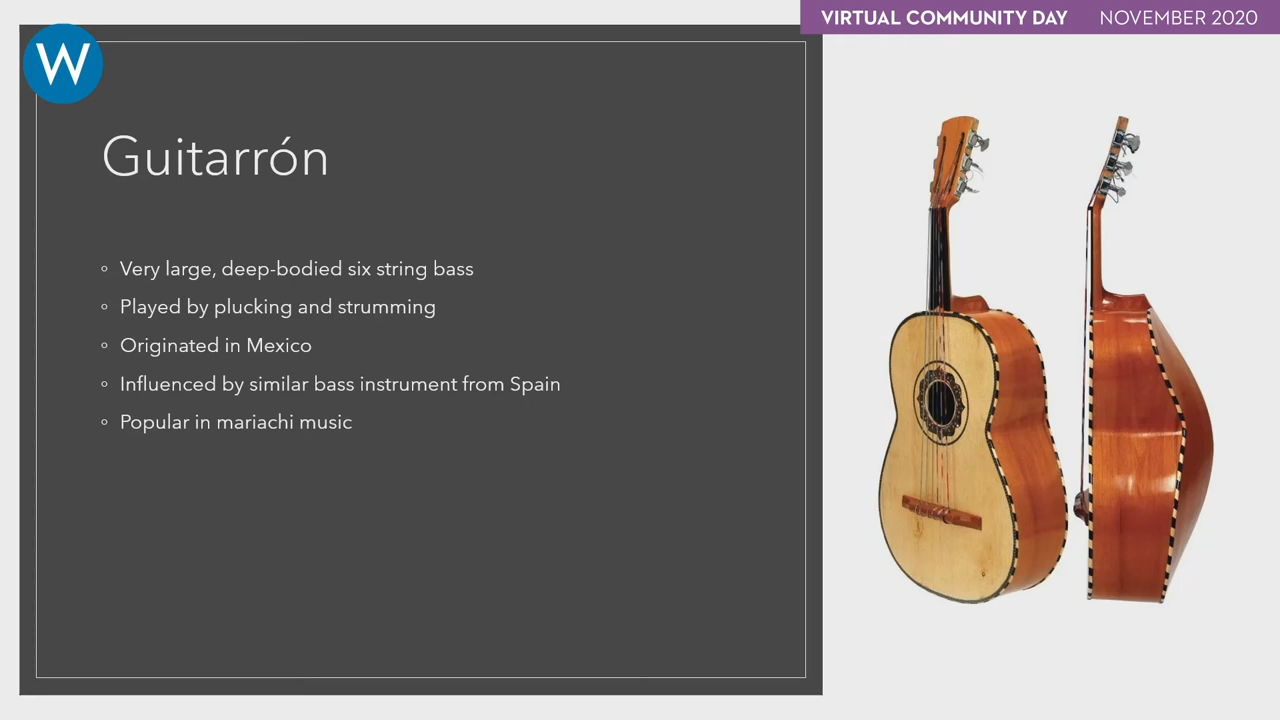 VIRTUAL COMMUNITY DAY NOVEMBER 2020
W
Guitarrón
Very large, deep-bodied six string bass
Played by plucking and strumming
Originated in Mexico
Influenced by similar bass instrument from Spain
Popular in mariachi music